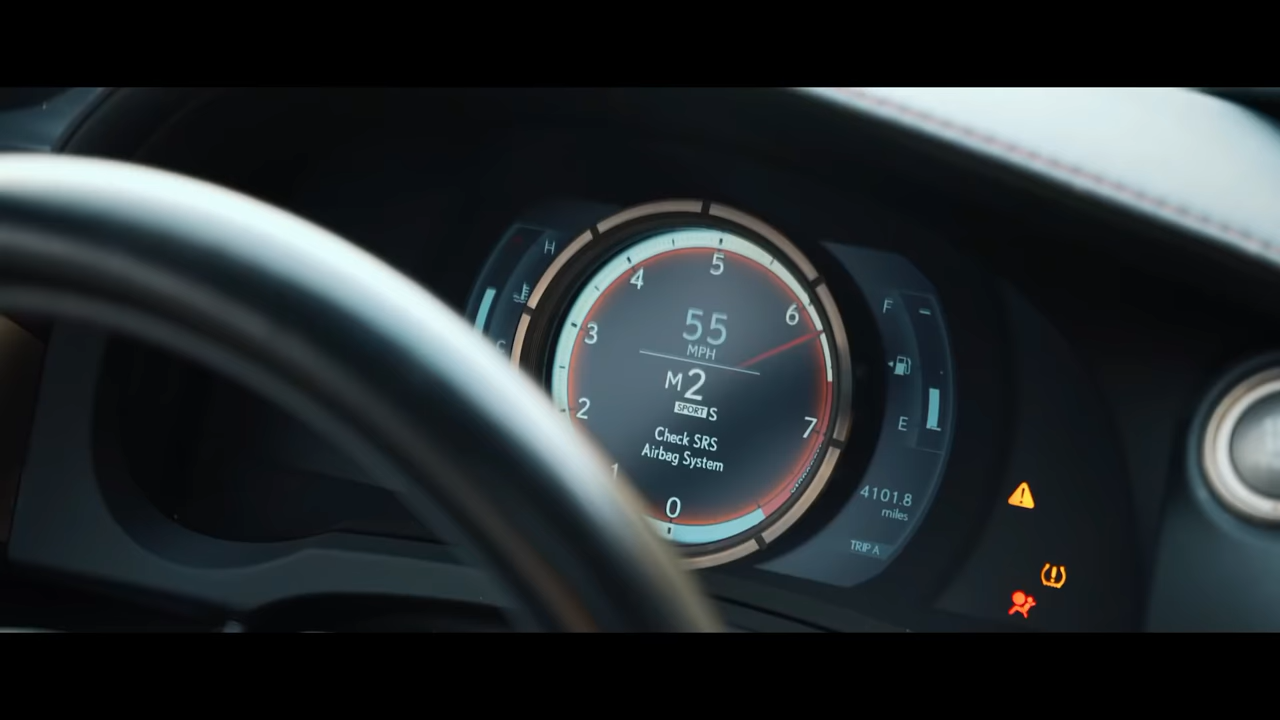 H
5
4
6
3
55
MPH
M2
SPORT S
2
7
Check SRS
Airbag System
1
0
F
E
4101.8
miles
TRIP A